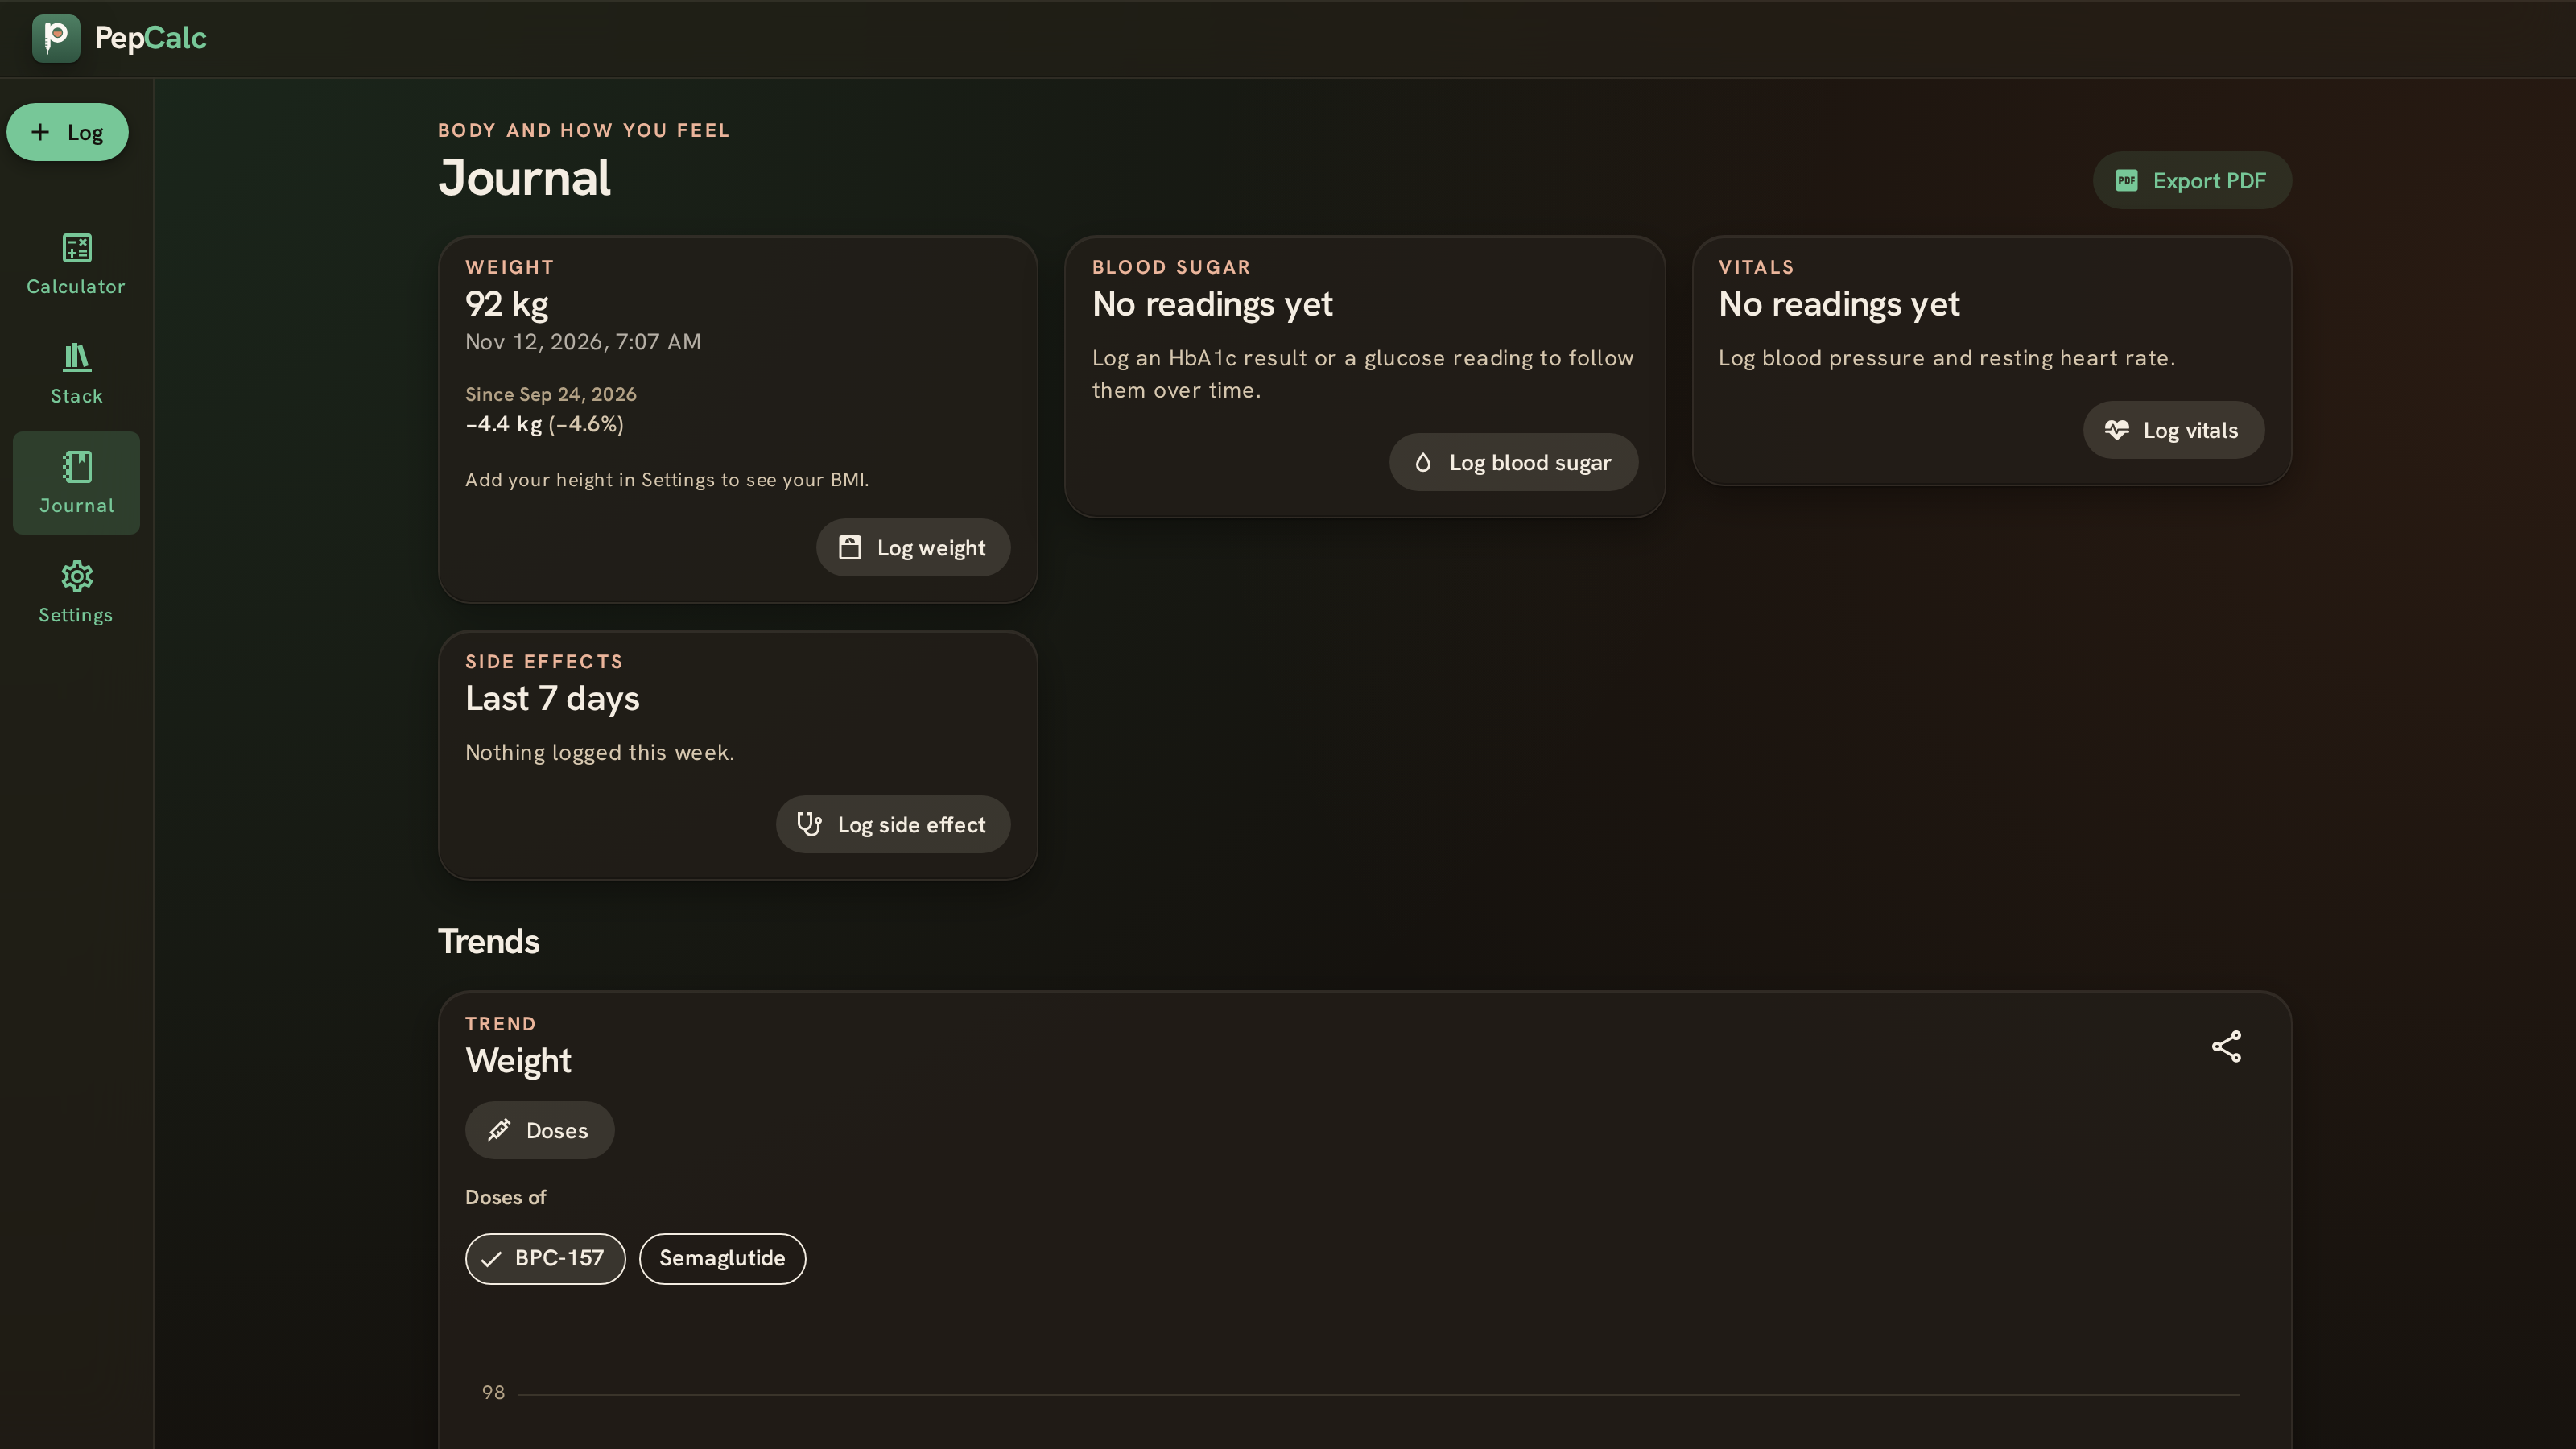 PepCalc
Log
Calculator
Stack
Journal
Settings
BODY AND HOW YOU FEEL
Journal
PDF Export PDF
WEIGHT
92 kg
Nov 12, 2026, 7:07 AM
Since Sep 24, 2026
−4.4 kg (−4.6%)
Add your height in Settings to see your BMI.
Log weight
BLOOD SUGAR
No readings yet
Log an HbA1c result or a glucose reading to follow
them over time.
Log blood sugar
VITALS
No readings yet
Log blood pressure and resting heart rate.
Log vitals
SIDE EFFECTS
Last 7 days
Nothing logged this week.
Log side effect
Trends
TREND
Weight
Doses
Doses of
BPC-157
Semaglutide
98